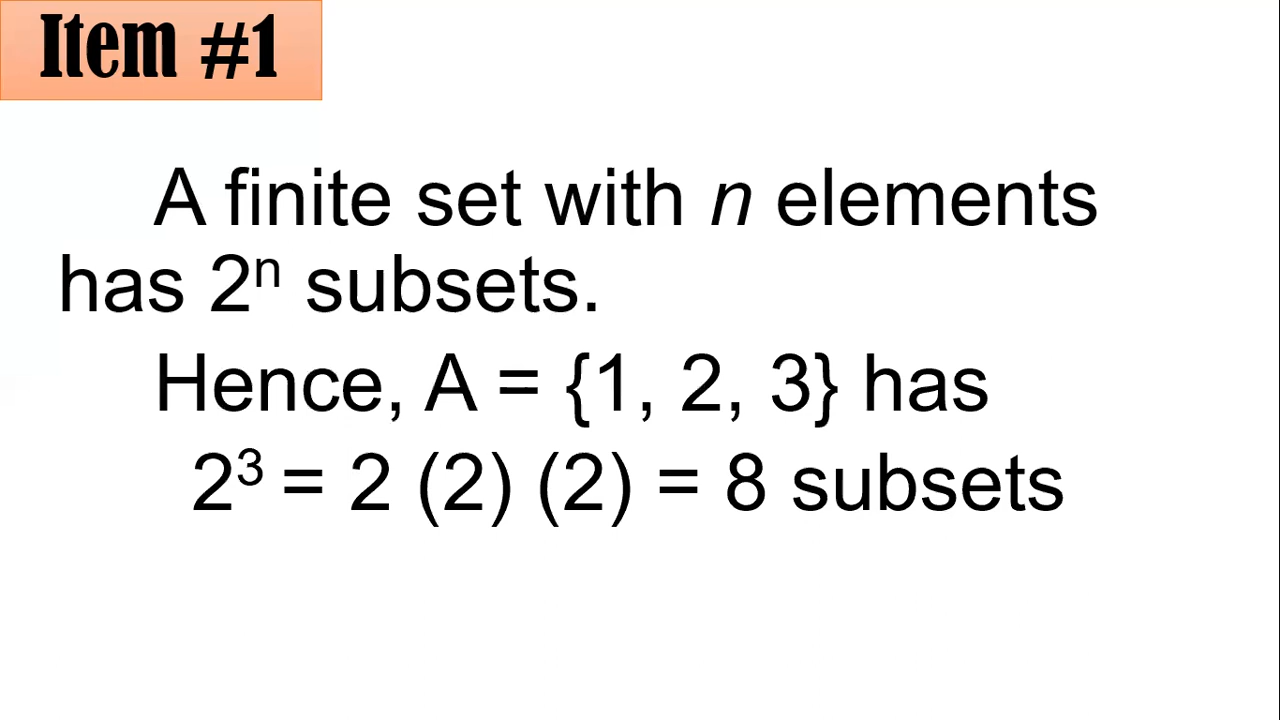 Item #1
A finite set with n elements
has 2ⁿ subsets.
Hence, A = {1, 2, 3} has
2³ = 2 (2) (2) = 8 subsets